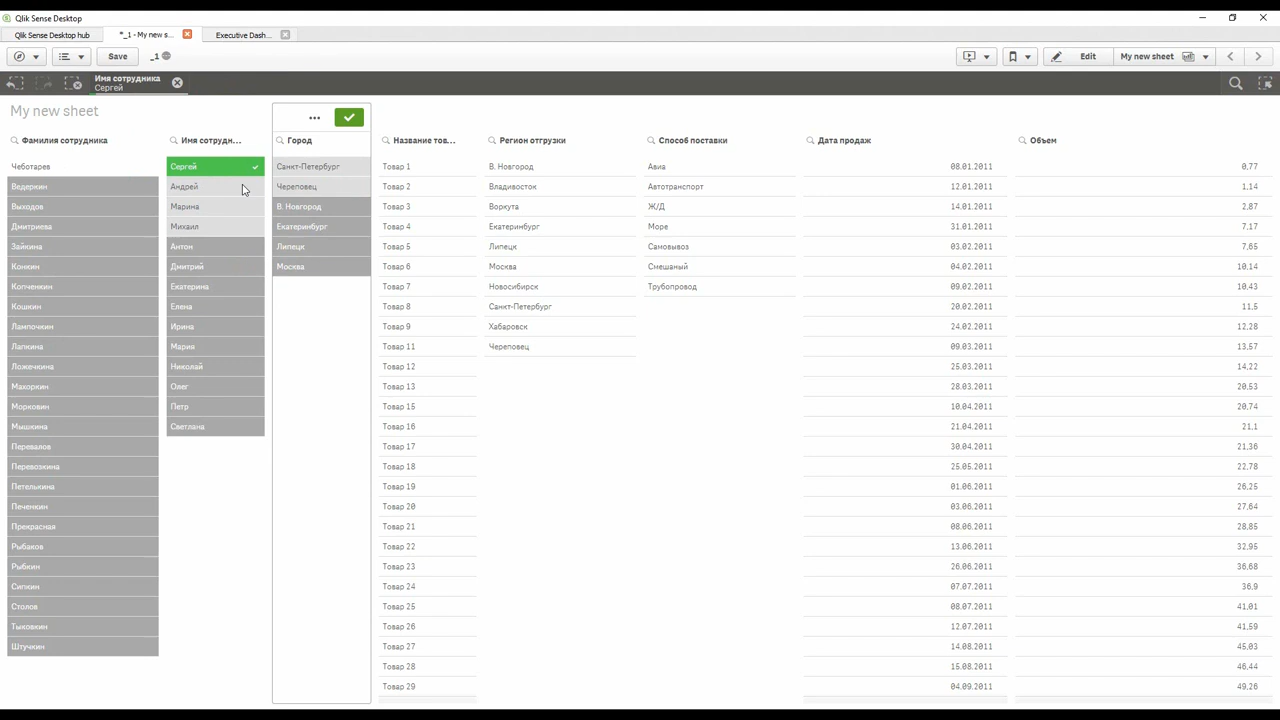 Qlik Sense Desktop
Qlik Sense Desktop hub
*_1 - My new s...
Executive Dash...
Save
_1
Edit
My new sheet
Имя сотрудника
Сергей
My new sheet
Фамилия сотрудника
Чеботарев
Ведеркин
Выходов
Дмитриева
Зайкина
Конкин
Копченкин
Кошкин
Лампочкин
Лапкина
Ложечкина
Махоркин
Морковин
Мышкина
Перевалов
Перевозкина
Петелькина
Печенкин
Прекрасная
Рыбаков
Рыбкин
Сипкин
Столов
Тыковкин
Штучкин
Имя сотрудн...
Сергей
Андрей
Марина
Михаил
Антон
Дмитрий
Екатерина
Елена
Ирина
Мария
Николай
Олег
Петр
Светлана
Город
Санкт-Петербург
Череповец
В. Новгород
Екатеринбург
Липецк
Москва
Название тов...
Товар 1
Товар 2
Товар 3
Товар 4
Товар 5
Товар 6
Товар 7
Товар 8
Товар 9
Товар 11
Товар 12
Товар 13
Товар 15
Товар 16
Товар 17
Товар 18
Товар 19
Товар 20
Товар 21
Товар 22
Товар 23
Товар 24
Товар 25
Товар 26
Товар 27
Товар 28
Товар 29
Регион отгрузки
В. Новгород
Владивосток
Воркута
Екатеринбург
Липецк
Москва
Новосибирск
Санкт-Петербург
Хабаровск
Череповец
Способ поставки
Авиа
Автотранспорт
Ж/Д
Море
Самовывоз
Смешаный
Трубопровод
Дата продаж
08.01.2011
12.01.2011
14.01.2011
31.01.2011
03.02.2011
04.02.2011
09.02.2011
20.02.2011
24.02.2011
09.03.2011
25.03.2011
28.03.2011
10.04.2011
21.04.2011
30.04.2011
25.05.2011
01.06.2011
03.06.2011
08.06.2011
13.06.2011
26.06.2011
07.07.2011
08.07.2011
12.07.2011
14.08.2011
15.08.2011
04.09.2011
Объем
0,77
1,14
2,87
7,17
7,65
10,14
10,43
11,5
12,28
13,57
14,22
20,53
20,74
21,1
21,36
22,78
26,25
27,64
28,85
32,95
36,68
36,9
41,01
41,59
45,03
46,44
49,26